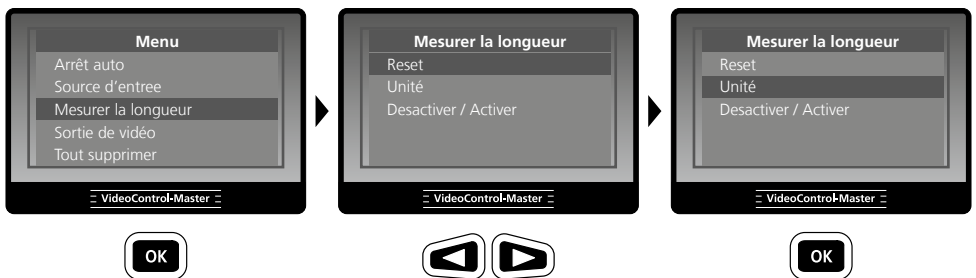 Menu
Arrêt auto
Source d'entree
Mesurer la longueur
Sortie de vidéo
Tout supprimer
VideoControl-Master
OK
Mesurer la longueur
Reset
Unité
Desactiver / Activer
VideoControl-Master
Mesurer la longueur
Reset
Unité
Desactiver / Activer
VideoControl-Master
OK